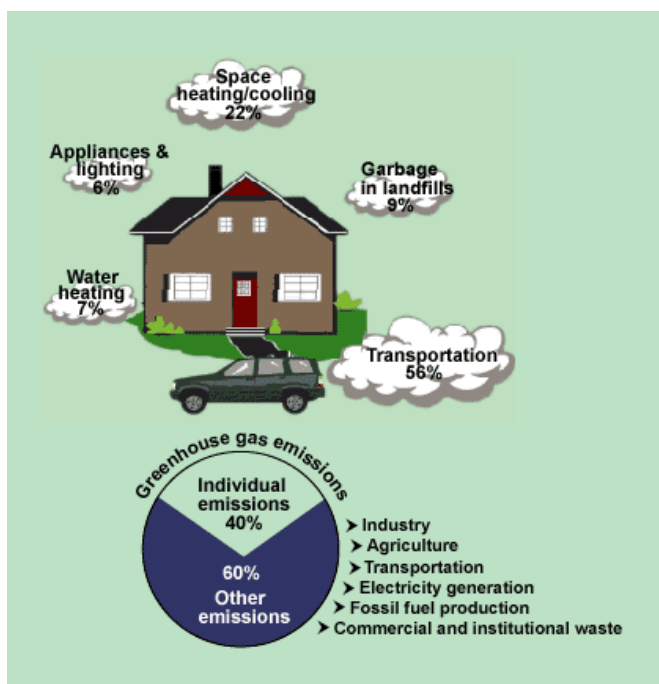 Space
heating/cooling
22%
Appliances &
lighting
6%
Garbage
in landfills
9%
Water
heating
7%
Transportation
56%
Greenhouse gas emissions
Individual
emissions
40%
60%
Other
emissions
➤ Industry
➤ Agriculture
➤ Transportation
➤ Electricity generation
➤ Fossil fuel production
➤ Commercial and institutional waste